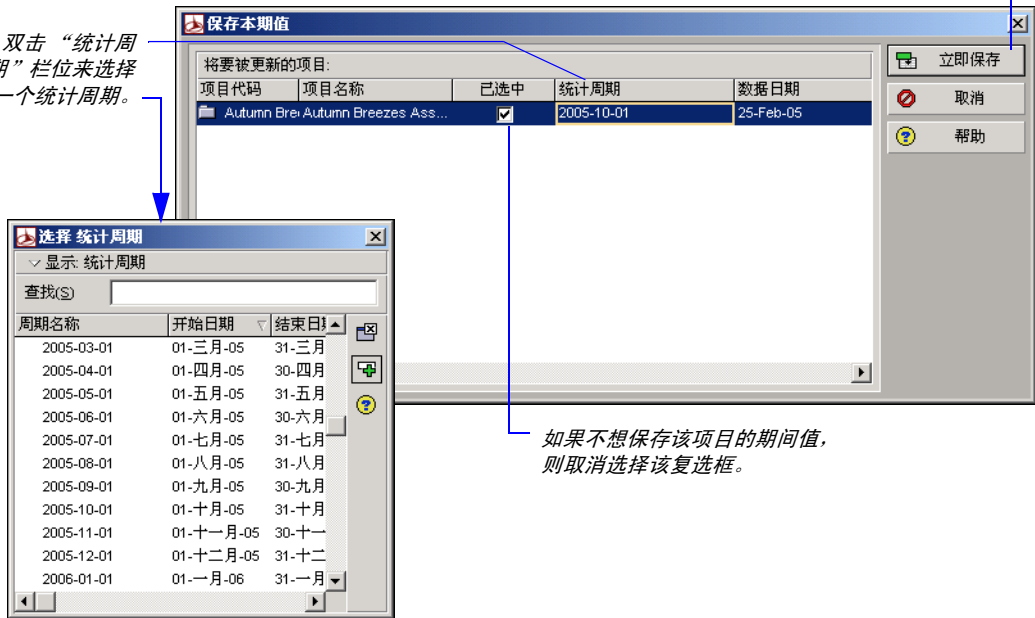 保存本期值
双击 “统计周
期”栏位来选择
一个统计周期。
将要被更新的项目:
项目代码 项目名称 已选中 统计周期 数据日期
Autumn Bre Autumn Breezes Ass... 2005-10-01 25-Feb-05
立即保存
取消
帮助
选择 统计周期
显示: 统计周期
查找(S)
周期名称 开始日期 结束日期
2005-03-01 01-三月-05 31-三月
2005-04-01 01-四月-05 30-四月
2005-05-01 01-五月-05 31-五月
2005-06-01 01-六月-05 30-六月
2005-07-01 01-七月-05 31-七月
2005-08-01 01-八月-05 31-八月
2005-09-01 01-九月-05 30-九月
2005-10-01 01-十月-05 31-十月
2005-11-01 01-十一月-05 30-十一
2005-12-01 01-十二月-05 31-十二
2006-01-01 01-一月-06 31-一月
如果不想保存该项目的期间值，
则取消选择该复选框。